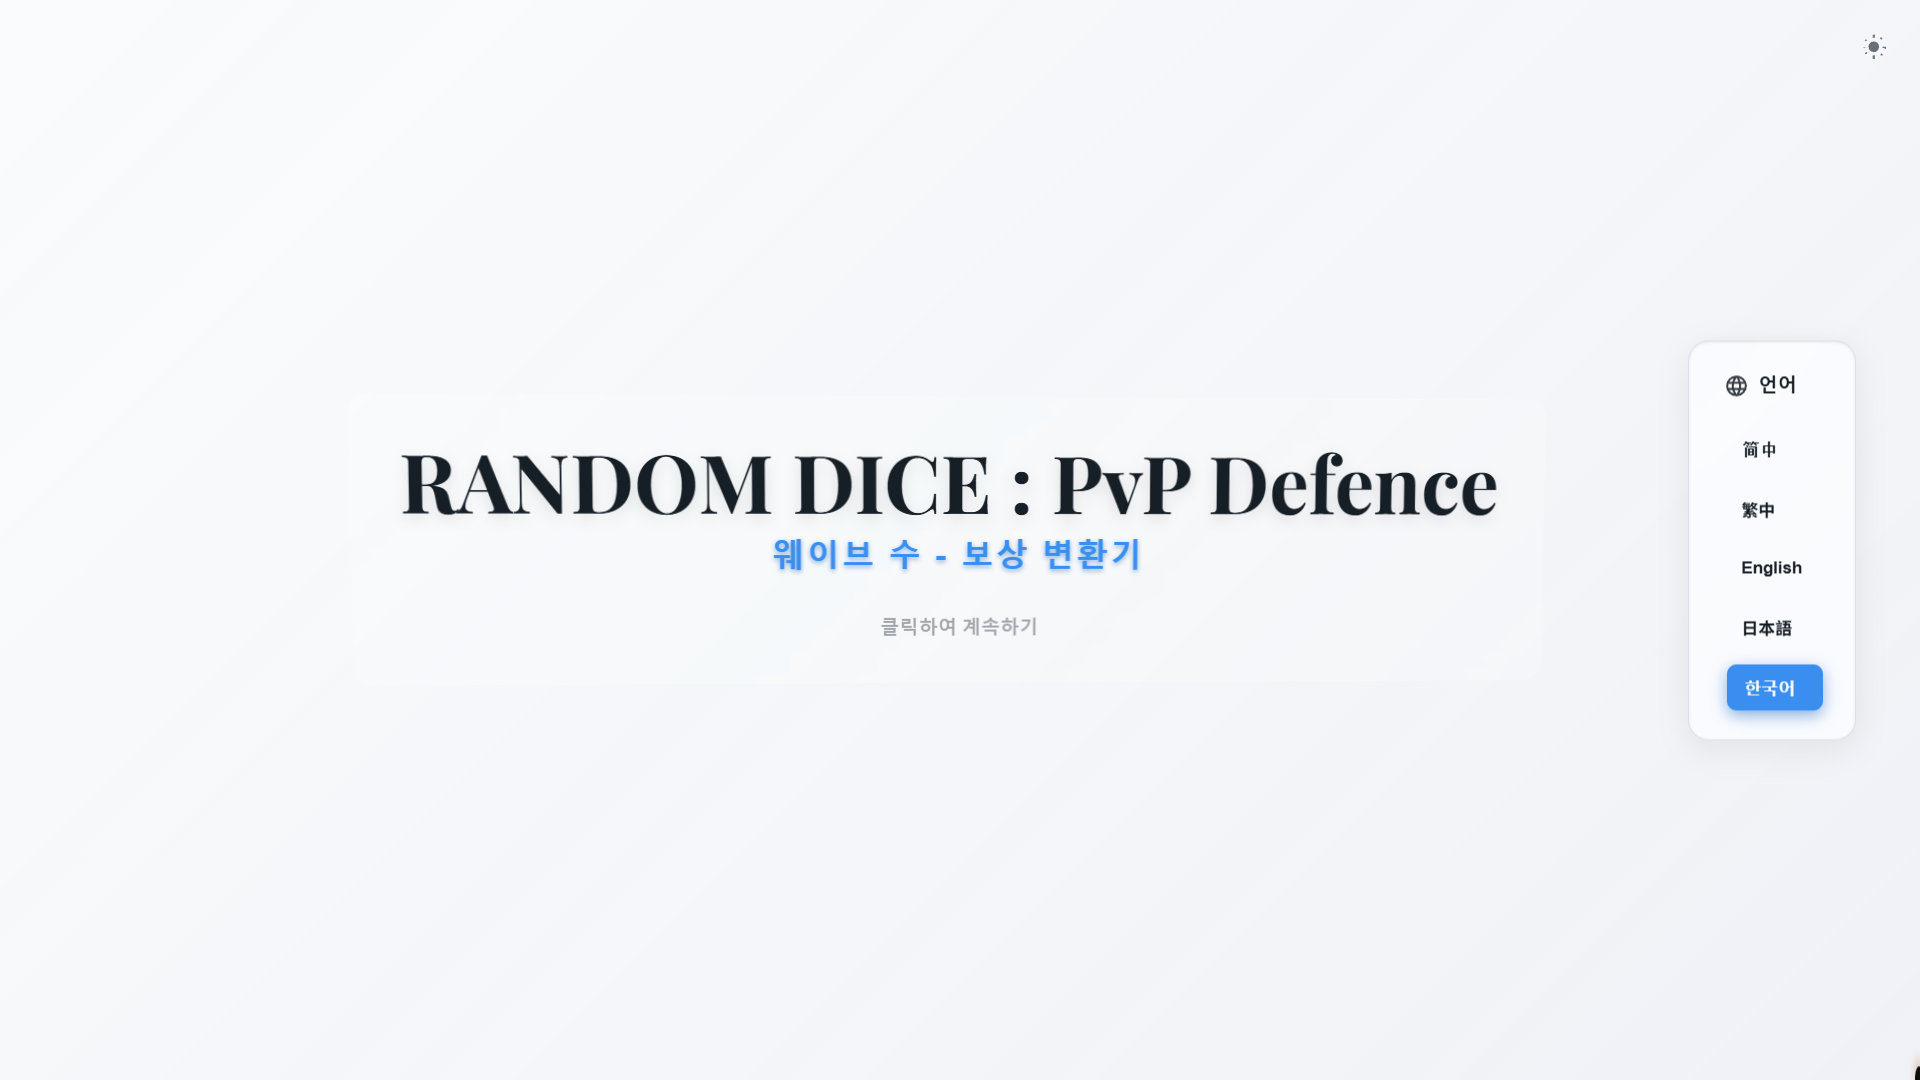 RANDOM DICE : PvP Defence
웨이브 수 - 보상 변환기
클릭하여 계속하기
언어
简中
繁中
English
日本語
한국어